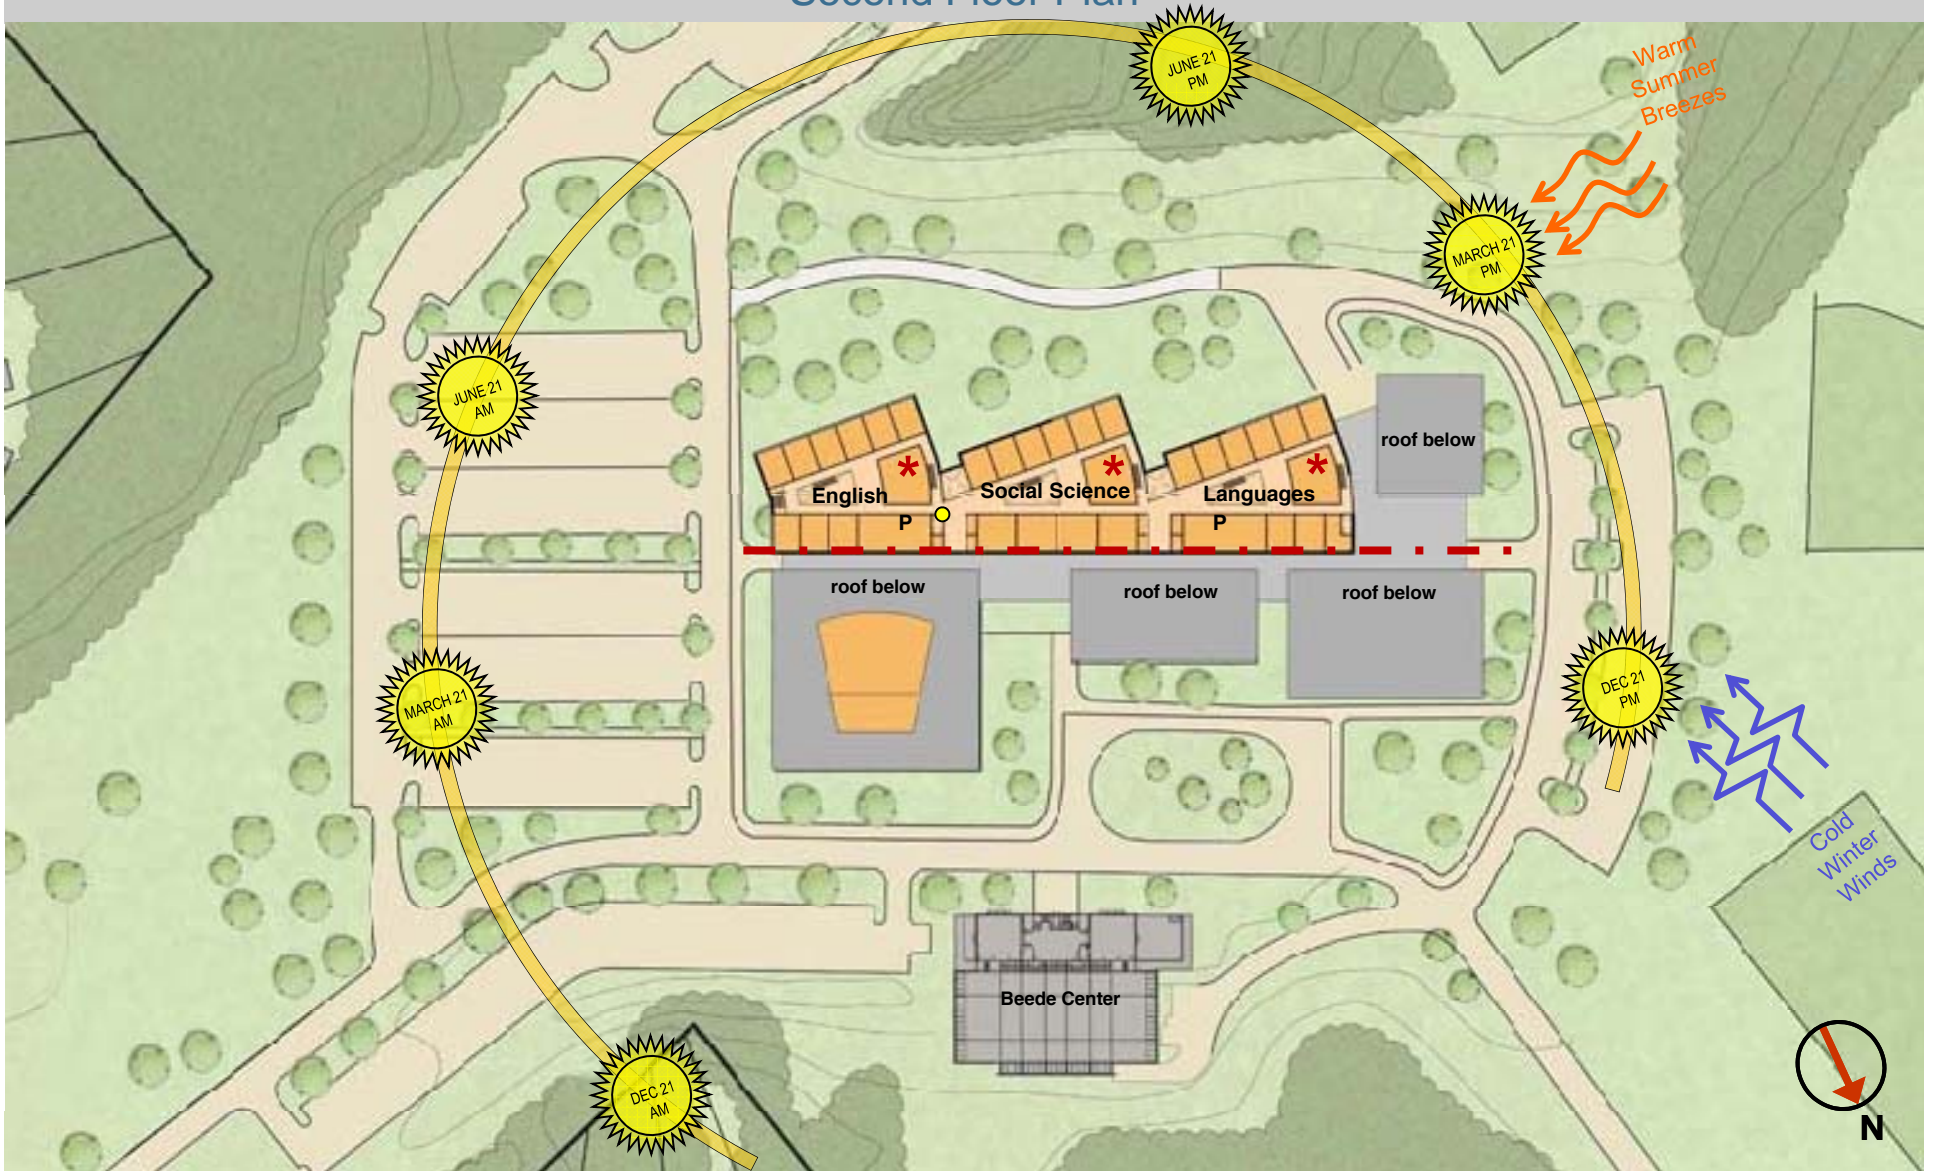 Second Floor Plan
JUNE 21
PM
Warm
Summer
Breezes
MARCH 21
PM
JUNE 21
AM
roof below
English
*
Social Science
*
Languages
*
P
P
roof below
roof below
roof below
DEC 21
PM
MARCH 21
AM
Cold
Winter
Winds
Beede Center
DEC 21
AM
N